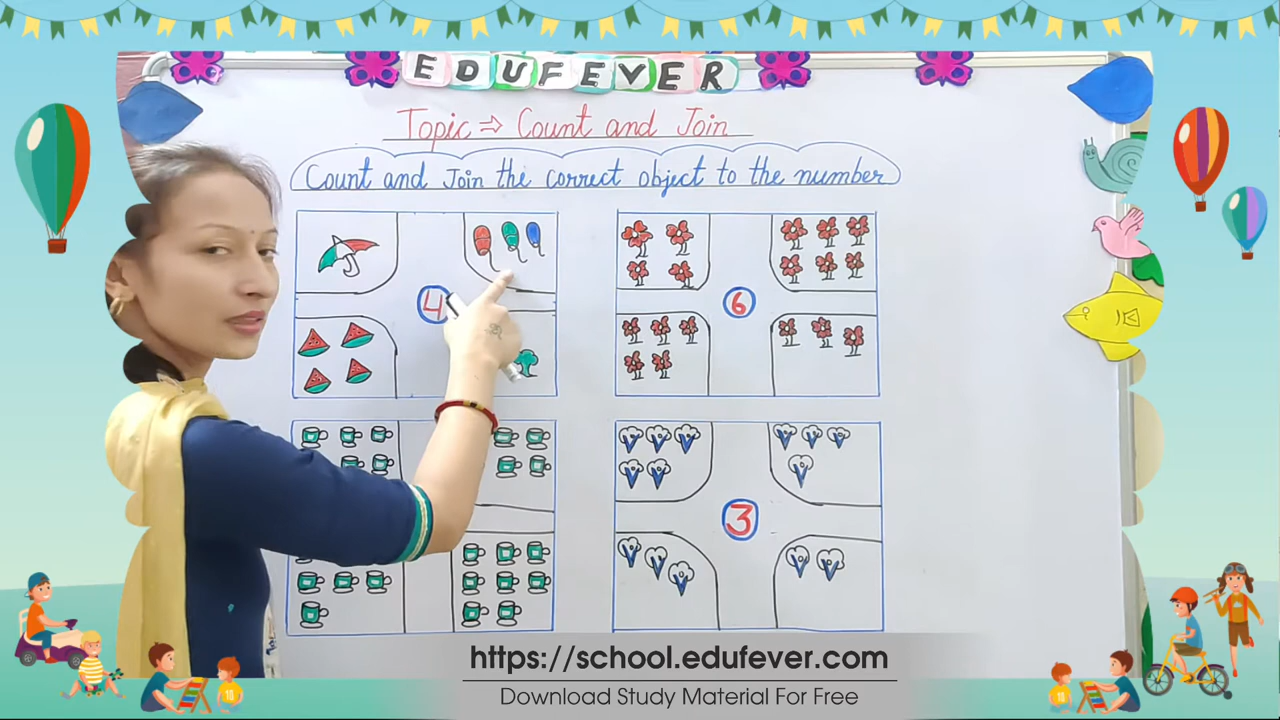 EDUFEVER
Topic ⇒ Count and Join
Count and Join the correct object to the number
4
6
3
https://school.edufever.com
Download Study Material For Free